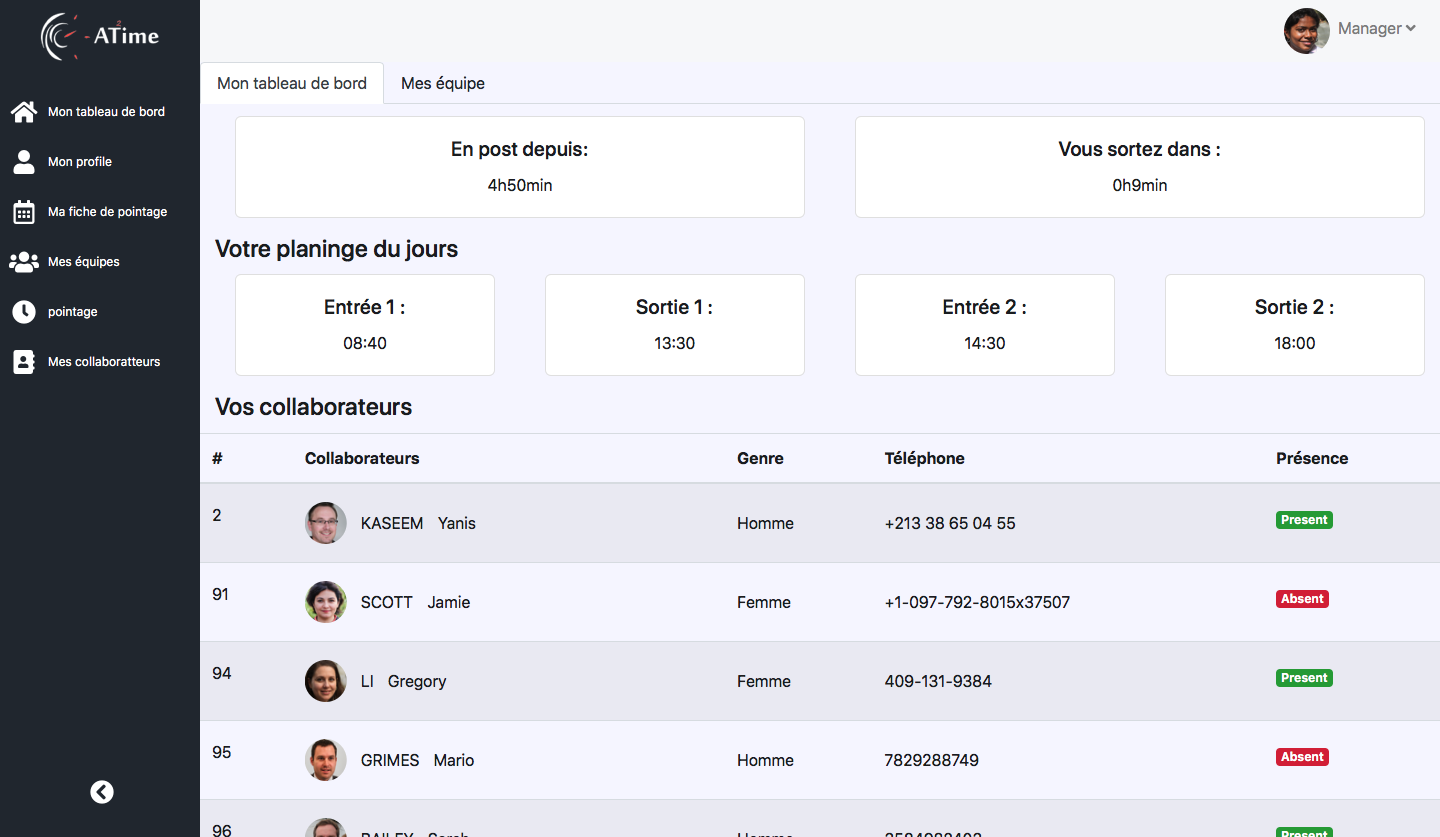 2
- ATime
Manager
Mon tableau de bord
Mon profile
Ma fiche de pointage
Mes équipes
pointage
Mes collaboratteurs
Mon tableau de bord Mes équipe
En post depuis: Vous sortez dans :
4h50min 0h9min
Votre planinge du jours
Entrée 1 : Sortie 1 : Entrée 2 : Sortie 2 :
08:40 13:30 14:30 18:00
Vos collaborateurs
# Collaborateurs Genre Téléphone Présence
2 KASEEM Yanis Homme +213 38 65 04 55 Present
91 SCOTT Jamie Femme +1-097-792-8015x37507 Absent
94 LI Gregory Femme 409-131-9384 Present
95 GRIMES Mario Homme 7829288749 Absent
96 BAILEY Homme Present